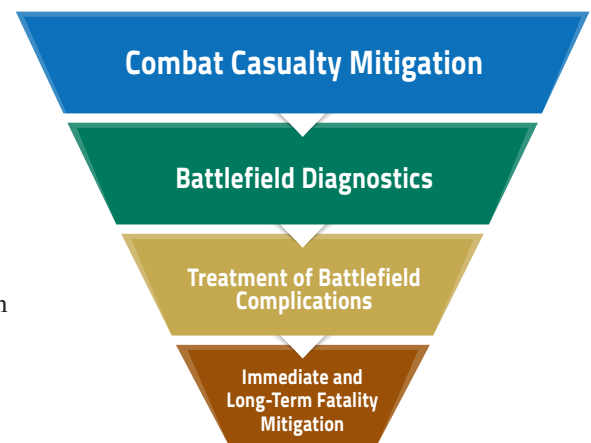 Combat Casualty Mitigation
Battlefield Diagnostics
Treatment of Battlefield
Complications
n
Immediate and
Long-Term Fatality
Mitigation